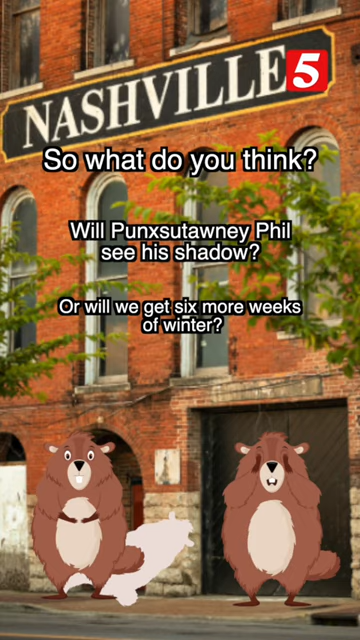 NASHVILLE 5
So what do you think?
Will Punxsutawney Phil
see his shadow?
Or will we get six more weeks
of winter?